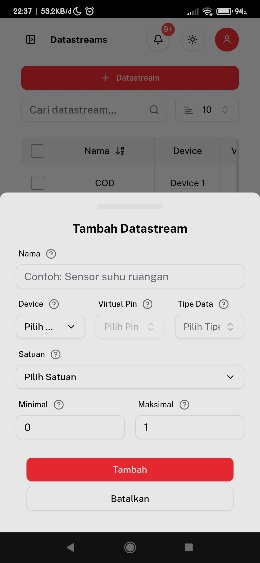 22:37 | 53,2KB/d
94%
Datastreams
9+
+ Datastream
Cari datastream...
10
Nama
Device
V
COD
Device 1
Tambah Datastream
Nama
Contoh: Sensor suhu ruangan
Device
Virtual Pin
Tipe Data
Pilih ...
Pilih Pin
Pilih Tipe
Satuan
Pilih Satuan
Minimal
Maksimal
0
1
Tambah
Batalkan